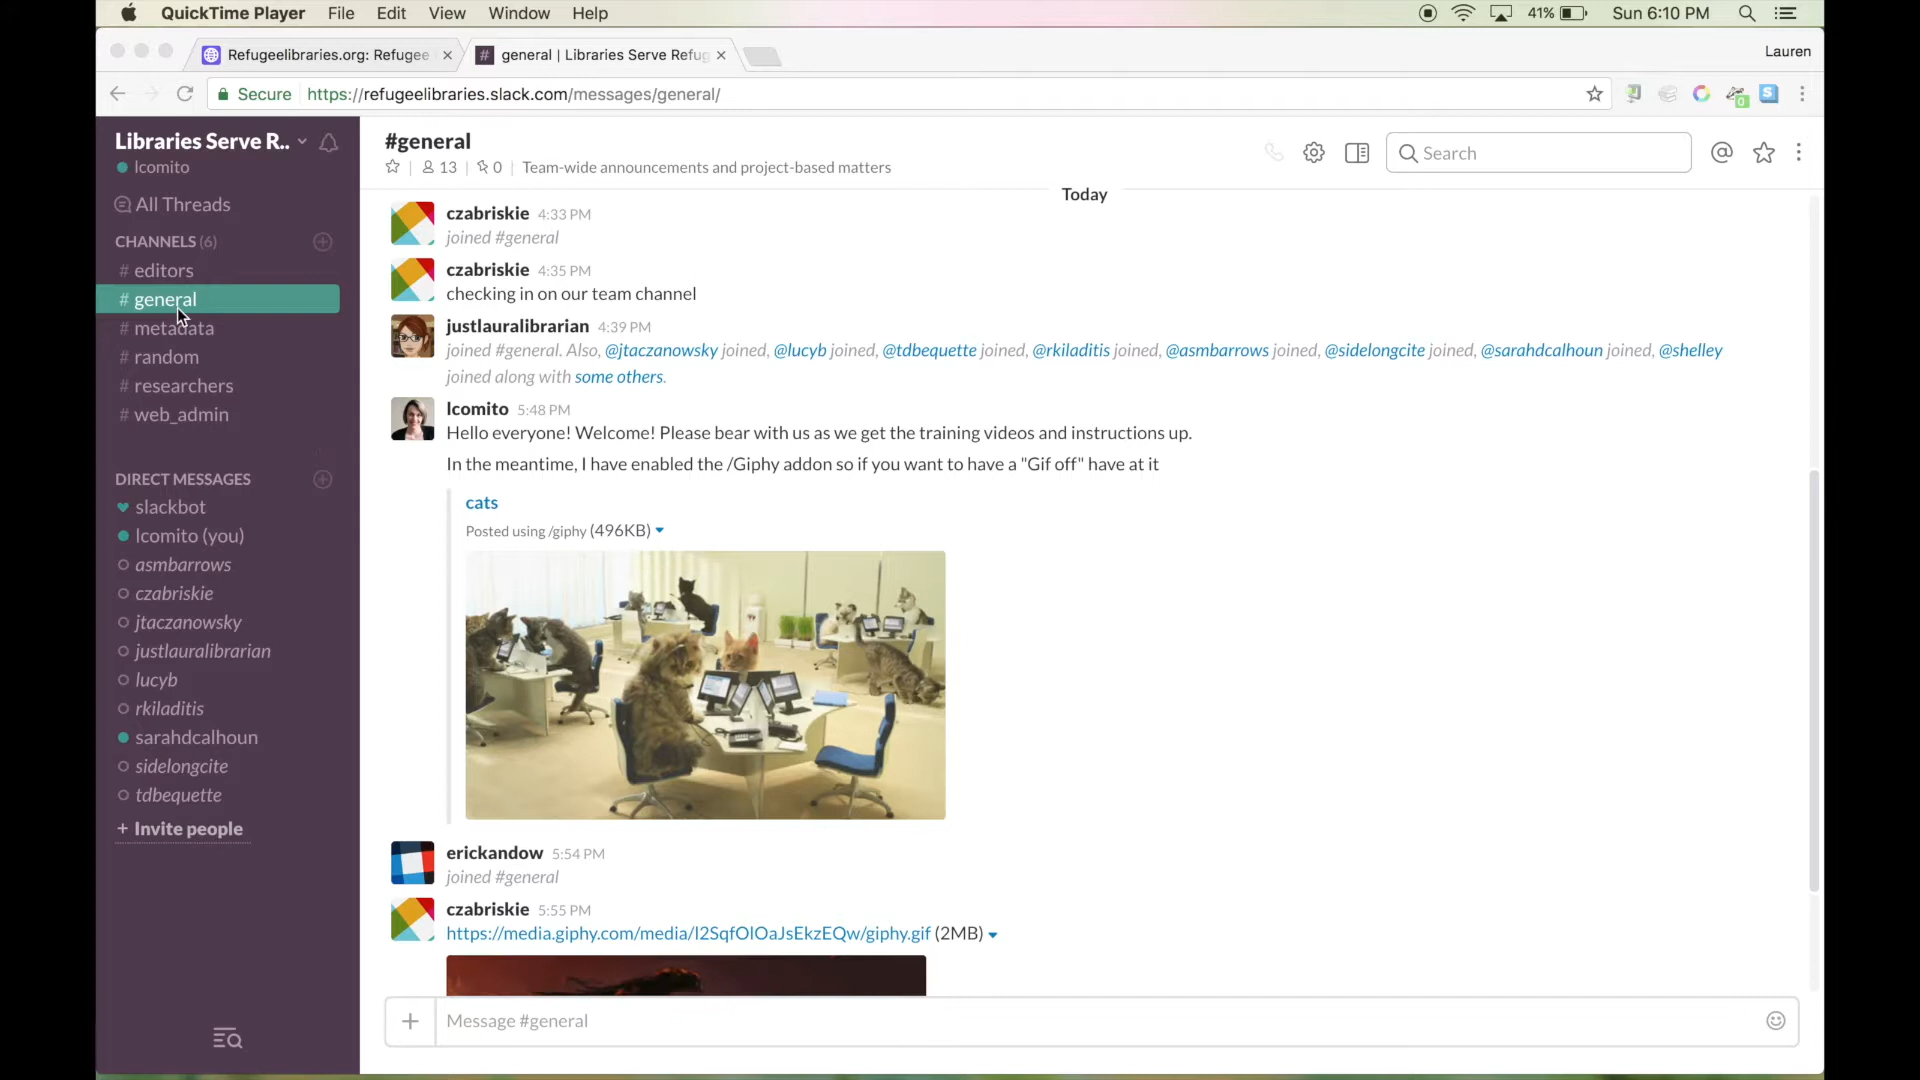 QuickTime Player File Edit View Window Help 41% Sun 6:10 PM
Refugeelibraries.org: Refugee
general | Libraries Serve Refug
Lauren
Secure https://refugeelibraries.slack.com/messages/general/
0 S
Libraries Serve R..
lcomito
All Threads
CHANNELS (6)
# editors
# general
# metadata
# random
# researchers
# web_admin
DIRECT MESSAGES
slackbot
lcomito (you)
asmbarrows
czabriskie
jtaczanowsky
justlauralibrarian
lucyb
rkiladitis
sarahdcalhoun
sidelongcite
tdbequette
+ Invite people
#general
13 | 0 | Team-wide announcements and project-based matters
Search
Today
czabriskie 4:33 PM
joined #general
czabriskie 4:35 PM
checking in on our team channel
justlauralibrarian 4:39 PM
joined #general. Also, @jtaczanowsky joined, @lucyb joined, @tdbequette joined, @rkiladitis joined, @asmbarrows joined, @sidelongcite joined, @sarahdcalhoun joined, @shelley
joined along with some others.
lcomito 5:48 PM
Hello everyone! Welcome! Please bear with us as we get the training videos and instructions up.
In the meantime, I have enabled the /Giphy addon so if you want to have a "Gif off" have at it
cats
Posted using /giphy (496KB)
erickandow 5:54 PM
joined #general
czabriskie 5:55 PM
https://media.giphy.com/media/l2SqfOlOaJsEkzEQw/giphy.gif (2MB)
Message #general